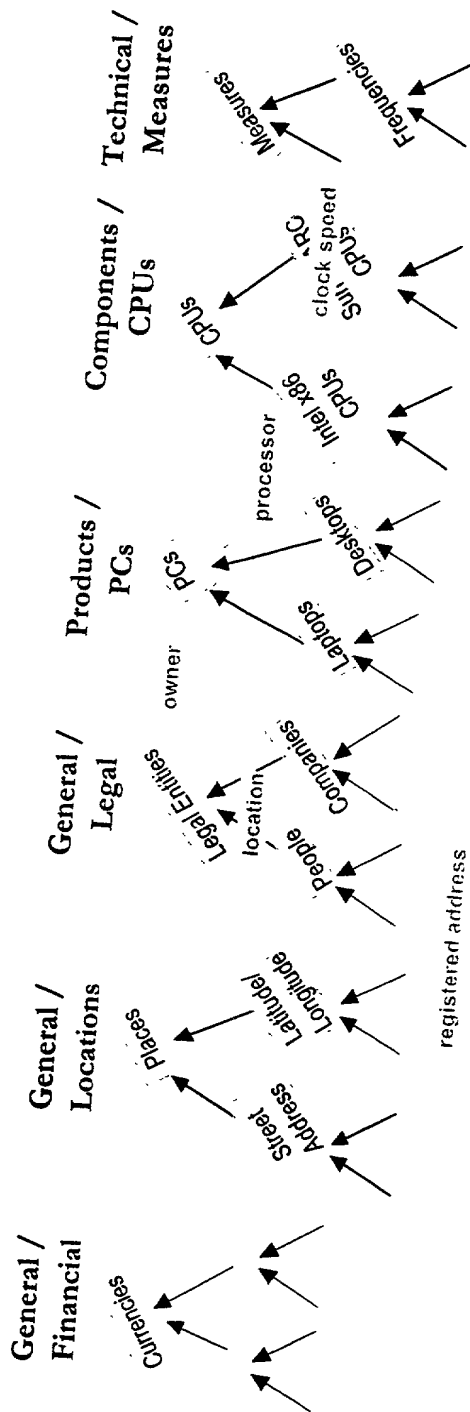 General /
Financial
General /
Locations
General /
Legal
Products /
PCs
Components /
CPUs
Technical /
Measures
Currencies
Places
Street
Address
Latitude/
Longitude
Legal Entities
People
Companies
location
registered address
owner
PCs
Laptops
Desktops
processor
CPUs
Intel x86
CPUs
Sun
CPUs
clock speed
Measures
Frequencies